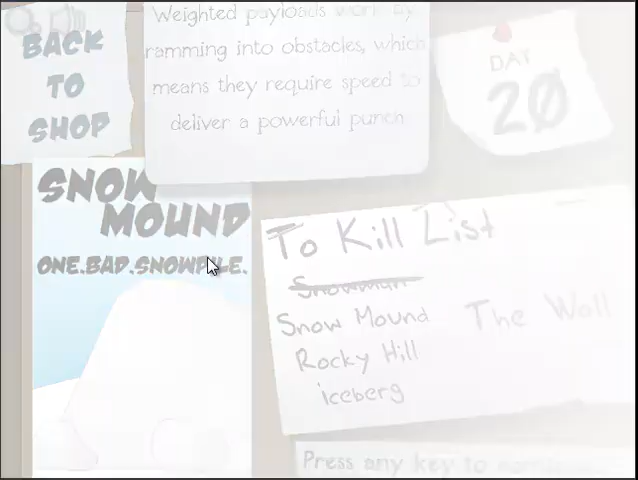 BACK
TO
SHOP
Weighted payloads work by
ramming into obstacles, which
means they require speed to
deliver a powerful punch
DAY
20
SNOW
MOUND
ONE.BAD.SNOWPILE.
To Kill List
Snowman
Snow Mound
The Wall
Rocky Hill
iceberg
Press any key to